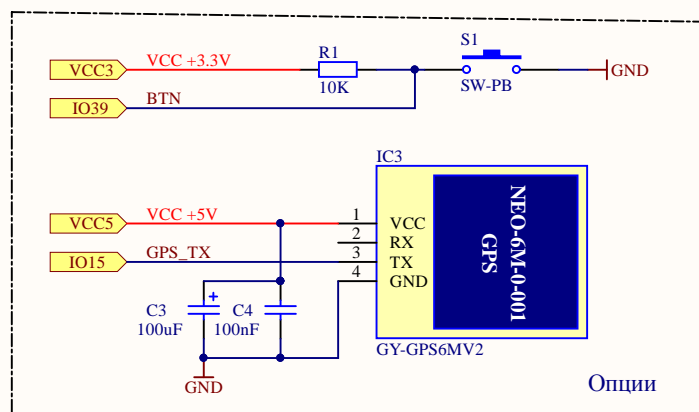 S1
R1
VCC3
VCC +3.3V
GND
10K
SW-PB
IO39
BTN
IC3
VCC5
VCC +5V
1
VCC
2
RX
IO15
GPS_TX
3
TX
4
GND
NEO-6M-0-001
GPS
+
C3
100uF
C4
100nF
GY-GPS6MV2
GND
Опции